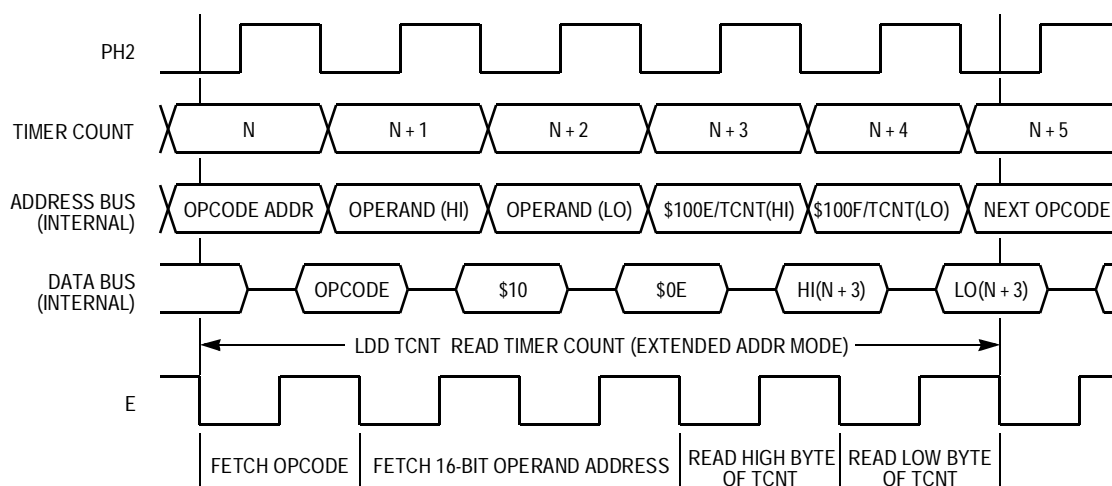 PH2
TIMER COUNT
N
N + 1
N + 2
N + 3
N + 4
N + 5
ADDRESS BUS
(INTERNAL)
OPCODE ADDR
OPERAND (HI)
OPERAND (LO)
$100E/TCNT(HI)
$100F/TCNT(LO)
NEXT OPCODE
DATA BUS
(INTERNAL)
OPCODE
$10
$0E
HI(N + 3)
LO(N + 3)
LDD TCNT READ TIMER COUNT (EXTENDED ADDR MODE)
E
FETCH OPCODE
FETCH 16-BIT OPERAND ADDRESS
READ HIGH BYTE
OF TCNT
READ LOW BYTE
OF TCNT